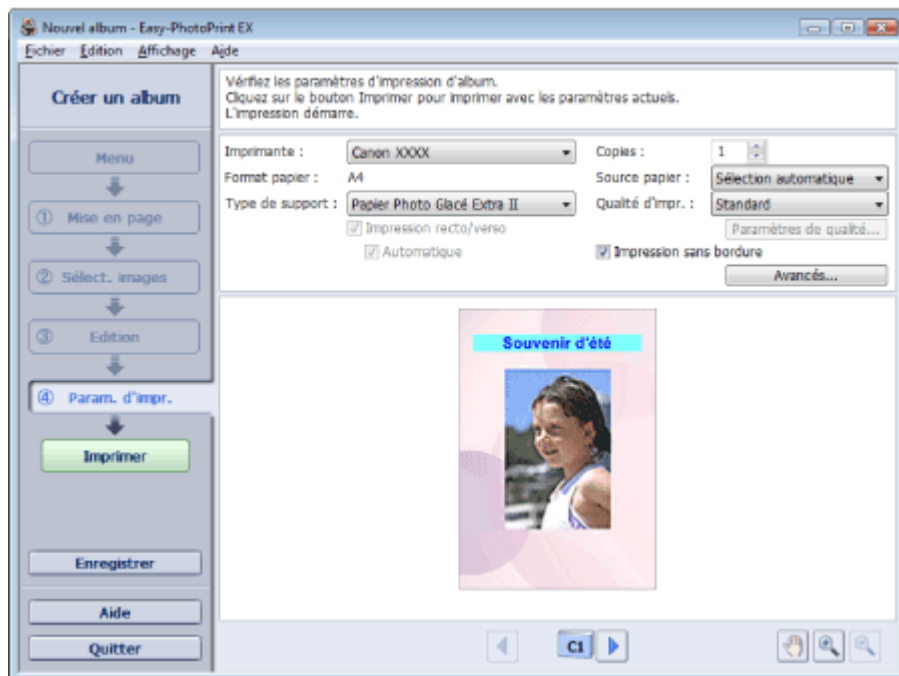 Nouvel album - Easy-PhotoPrint EX
Fichier Edition Affichage Aide
Créer un album
Menu
① Mise en page
② Sélect. images
③ Edition
④ Param. d'impr.
Imprimer
Enregistrer
Aide
Quitter
Vérifiez les paramètres d'impression d'album.
Cliquez sur le bouton Imprimer pour imprimer avec les paramètres actuels.
L'impression démarre.
Imprimante : Canon XXXX Copies : 1
Format papier : A4 Source papier : Sélection automatique
Type de support : Papier Photo Glacé Extra II Qualité d'impr. : Standard
Impression recto/verso Paramètres de qualité...
Automatique Impression sans bordure
Avancés...
Souvenir d'été
C1